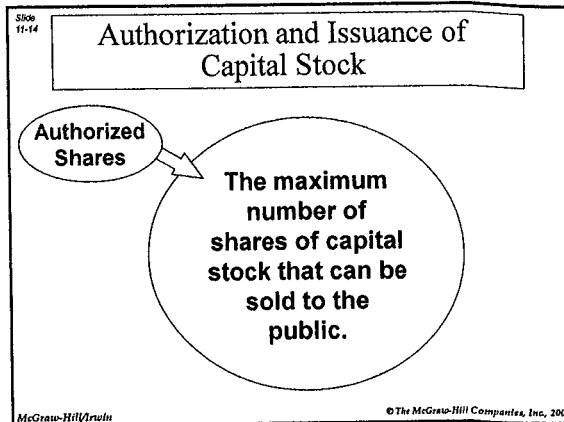 Slide
11-14
Authorization and Issuance of
Capital Stock
Authorized
Shares
The maximum
number of
shares of capital
stock that can be
sold to the
public.
McGraw-Hill/Irwin
© The McGraw-Hill Companies, Inc., 200